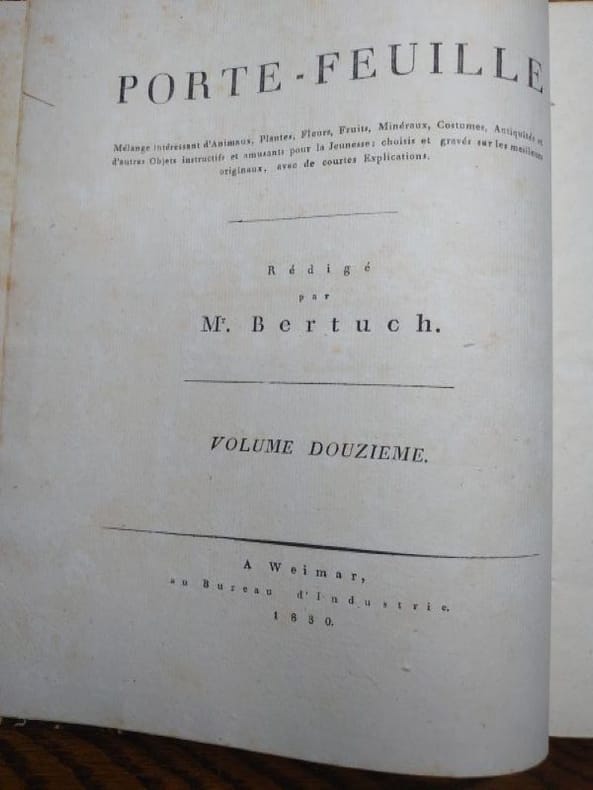 PORTE-FEUILLE
Mélange intéressant d'Animaux, Plantes, Fleurs, Fruits, Minéraux, Costumes, Antiquités et
d'autres Objets instructifs et amusants pour la Jeunesse; choisis et gravés sur les meilleurs
originaux, avec de courtes Explications.
Rédigé
par
Mr. Bertuch.
VOLUME DOUZIEME.
A Weimar,
au Bureau d'Industrie.
1830.